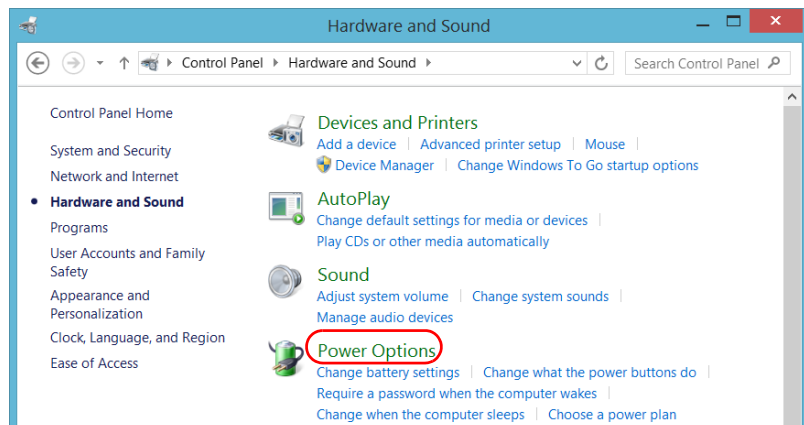 Hardware and Sound
Control Panel Hardware and Sound
Search Control Panel
Control Panel Home
System and Security
Network and Internet
Hardware and Sound
Programs
User Accounts and Family
Safety
Appearance and
Personalization
Clock, Language, and Region
Ease of Access
Devices and Printers
Add a device Advanced printer setup Mouse
Device Manager Change Windows To Go startup options
AutoPlay
Change default settings for media or devices
Play CDs or other media automatically
Sound
Adjust system volume Change system sounds
Manage audio devices
Power Options
Change battery settings Change what the power buttons do
Require a password when the computer wakes
Change when the computer sleeps Choose a power plan